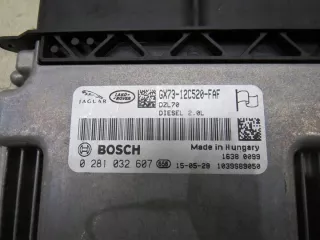 JAGUAR
LAND ROVER
GX73-12C520-FAF
DZL70
DIESEL 2.0L
BOSCH
Made in Hungary
1638 0099
0 281 032 607
15-05-20 1039S89050